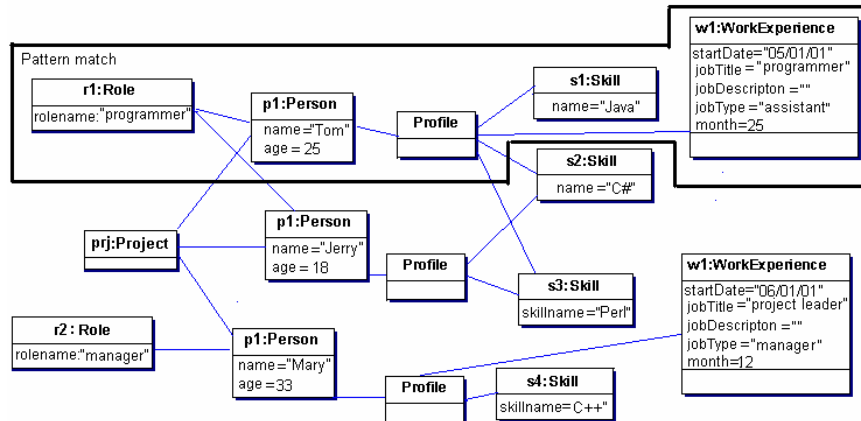 Pattern match
r1:Role
rolename:"programmer"
p1:Person
name="Tom"
age = 25
Profile
s1:Skill
name="Java"
w1:WorkExperience
startDate="05/01/01"
jobTitle ="programmer"
jobDescripton =""
jobType ="assistant"
month=25
s2:Skill
name ="C#"
prj:Project
p1:Person
name="Jerry"
age = 18
Profile
s3:Skill
skillname="Perl"
w1:WorkExperience
startDate="06/01/01"
jobTitle ="project leader"
jobDescripton =""
jobType ="manager"
month=12
r2: Role
rolename:"manager"
p1:Person
name="Mary"
age =33
Profile
s4:Skill
skillname=C++"